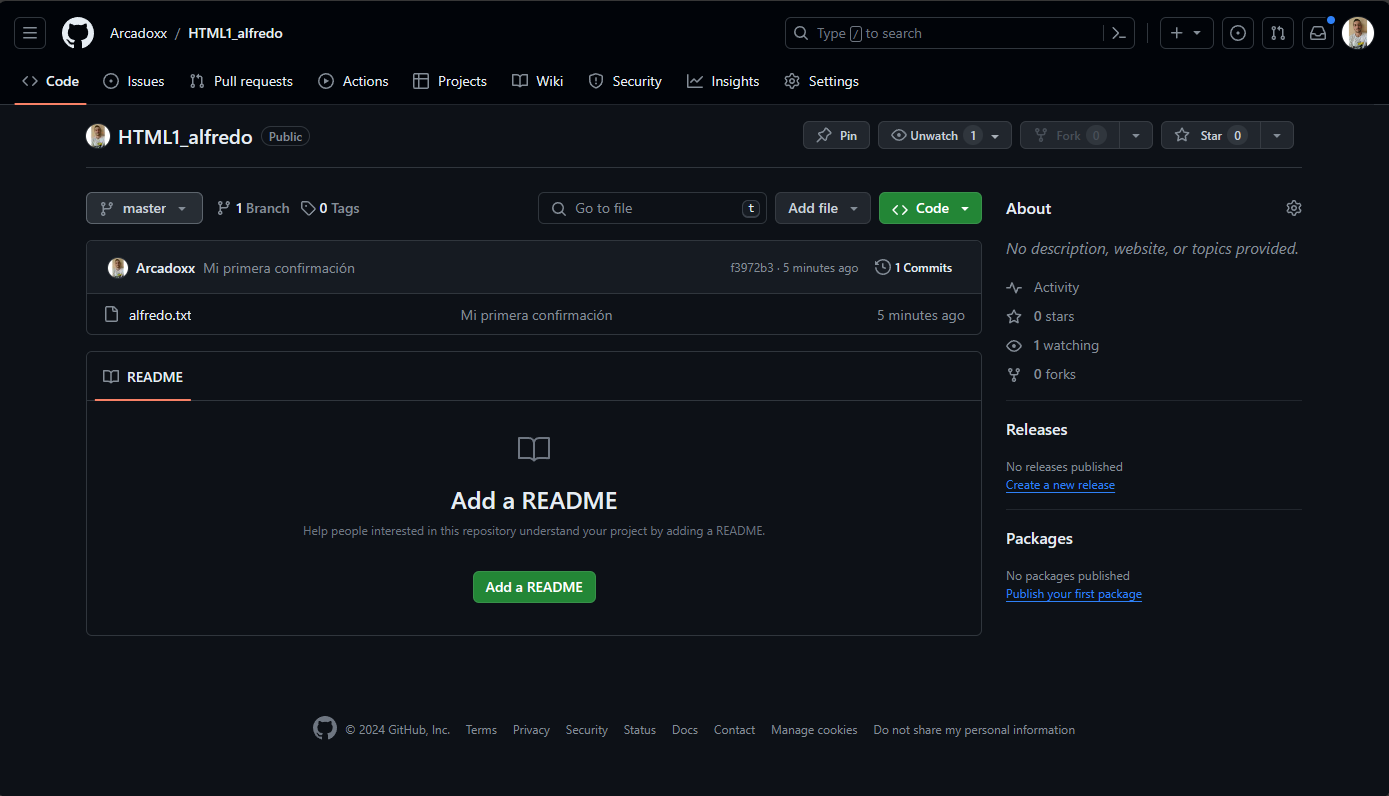 Arcadoxx / HTML1_alfredo
Type / to search
Code Issues Pull requests Actions Projects Wiki Security Insights Settings
HTML1_alfredo Public
Pin Unwatch 1 Fork 0 Star 0
master 1 Branch 0 Tags Go to file t Add file Code
Arcadoxx Mi primera confirmación f3972b3 · 5 minutes ago 1 Commits
alfredo.txt Mi primera confirmación 5 minutes ago
README
Add a README
Help people interested in this repository understand your project by adding a README.
Add a README
About
No description, website, or topics provided.
Activity
0 stars
1 watching
0 forks
Releases
No releases published
Create a new release
Packages
No packages published
Publish your first package
© 2024 GitHub, Inc. Terms Privacy Security Status Docs Contact Manage cookies Do not share my personal information